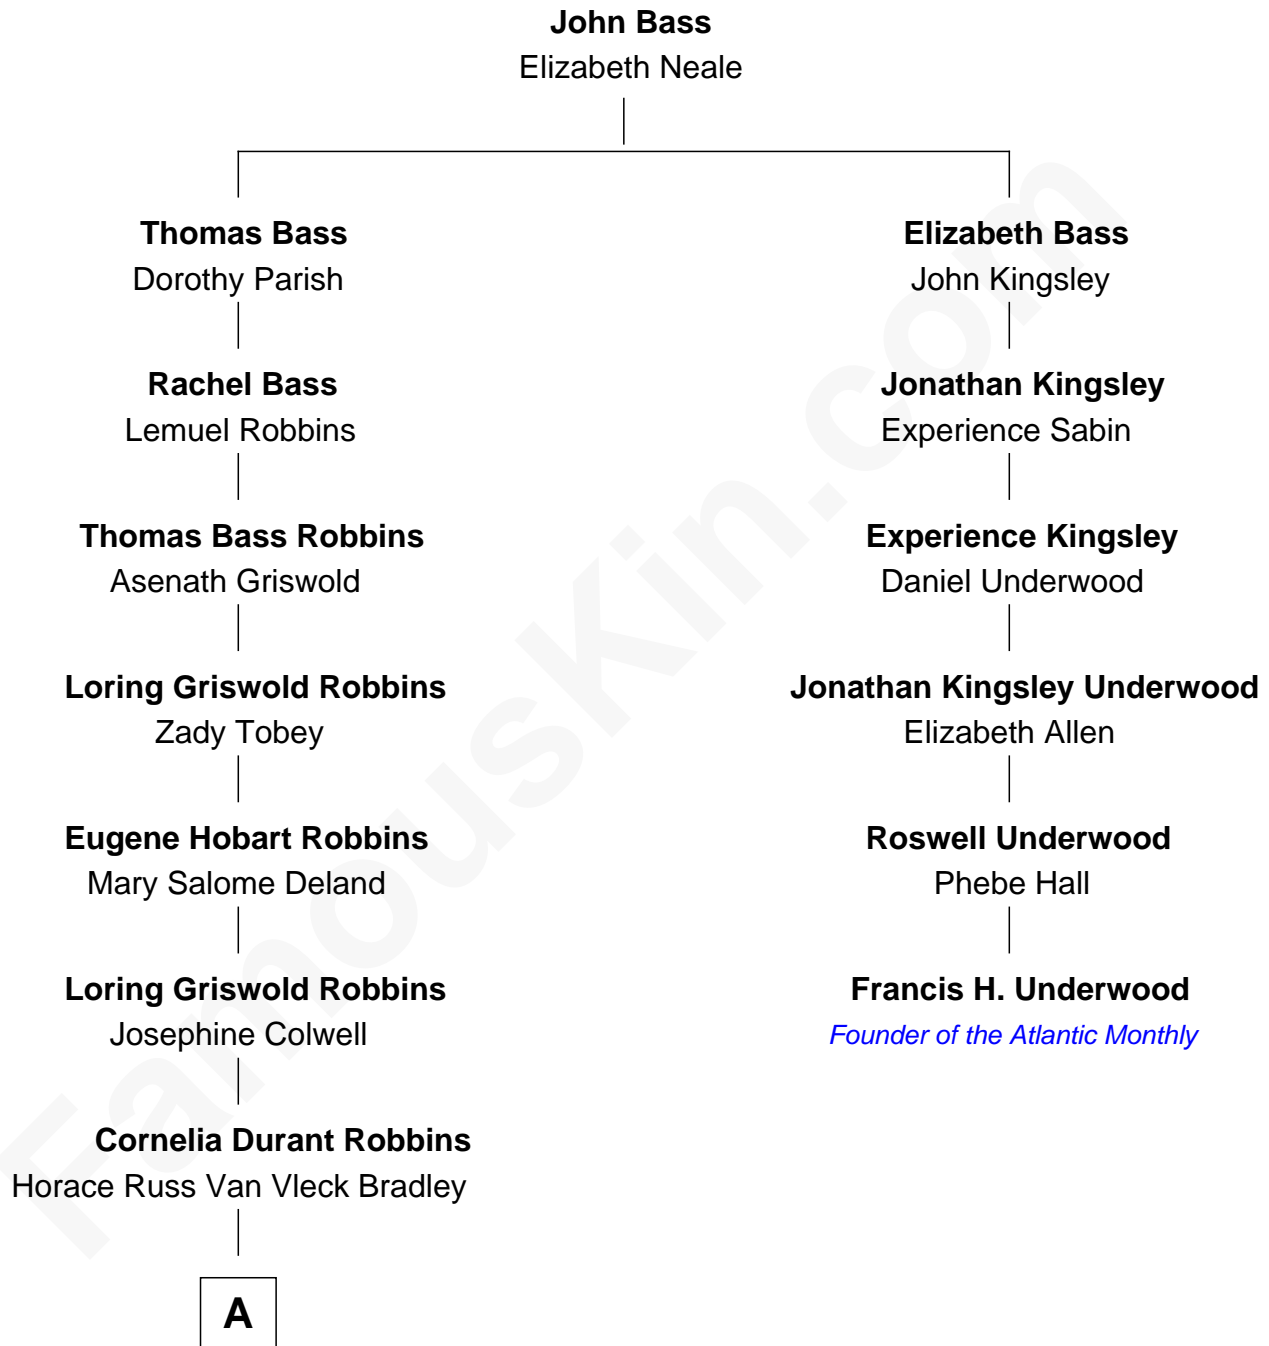 John Bass
Elizabeth Neale
Thomas Bass
Dorothy Parish
Elizabeth Bass
John Kingsley
Rachel Bass
Lemuel Robbins
Jonathan Kingsley
Experience Sabin
Thomas Bass Robbins
Asenath Griswold
Experience Kingsley
Daniel Underwood
Loring Griswold Robbins
Zady Tobey
Jonathan Kingsley Underwood
Elizabeth Allen
Eugene Hobart Robbins
Mary Salome Deland
Roswell Underwood
Phebe Hall
Loring Griswold Robbins
Josephine Colwell
Francis H. Underwood
Founder of the Atlantic Monthly
Cornelia Durant Robbins
Horace Russ Van Vleck Bradley
A
FamousKin.com